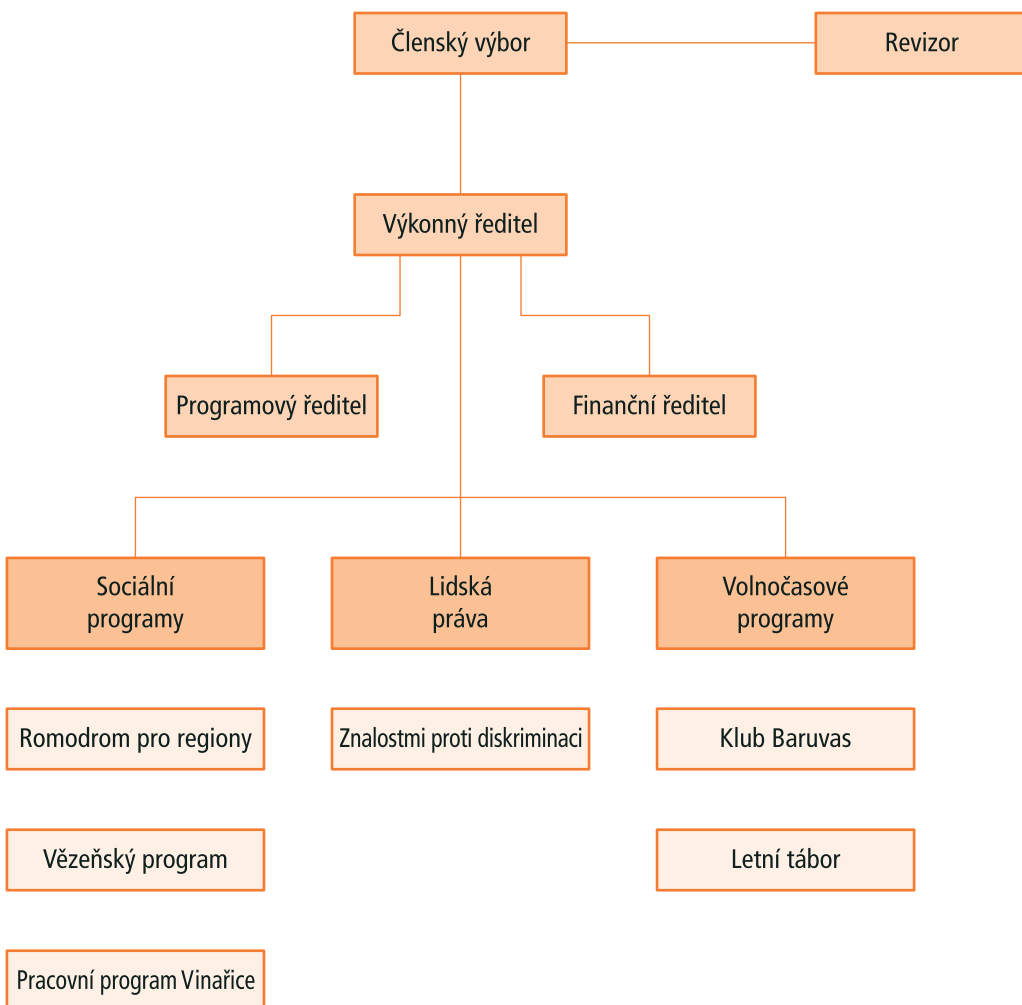 Členský výbor
Revizor
Výkonný ředitel
Programový ředitel
Finanční ředitel
Sociální
programy
Lidská
práva
Volnočasové
programy
Romodrom pro regiony
Znalostmi proti diskriminaci
Klub Baruvas
Vězeňský program
Letní tábor
Pracovní program Vinařice